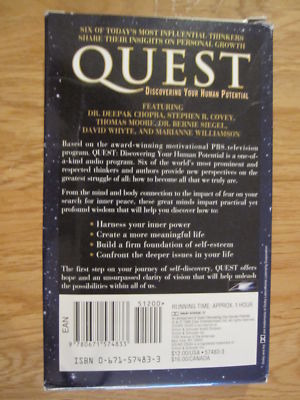 SIX OF TODAY'S MOST INFLUENTIAL THINKERS
SHARE THEIR INSIGHTS ON PERSONAL GROWTH
QUEST
DISCOVERING YOUR HUMAN POTENTIAL
FEATURING
DR. DEEPAK CHOPRA, STEPHEN R. COVEY,
THOMAS MOORE, DR. BERNIE SIEGEL,
DAVID WHYTE, AND MARIANNE WILLIAMSON
Based on the award-winning motivational PBS television
program. QUEST: Discovering Your Human Potential is a one-of-
a-kind audio program. Six of the world's most prominent and
respected thinkers and authors provide new perspectives on the
greatest struggle of all: how to become all that we truly are.
From the mind and body connection to the impact of fear on your
search for inner peace, these great minds impart practical yet
profound wisdom that will help you discover how to:
• Harness your inner power
• Create a more meaningful life
• Build a firm foundation of self-esteem
• Confront the deeper issues in your life
The first step on your journey of self-discovery, QUEST offers
hope and an unsurpassed clarity of vision that will help unleash
the possibilities within all of us.
51200>
EAN
9 780671 574833
ISBN 0-671-57483-3
RUNNING TIME: APPROX. 1 HOUR
$12.00/USA • 57483-3
$16.00/CANADA